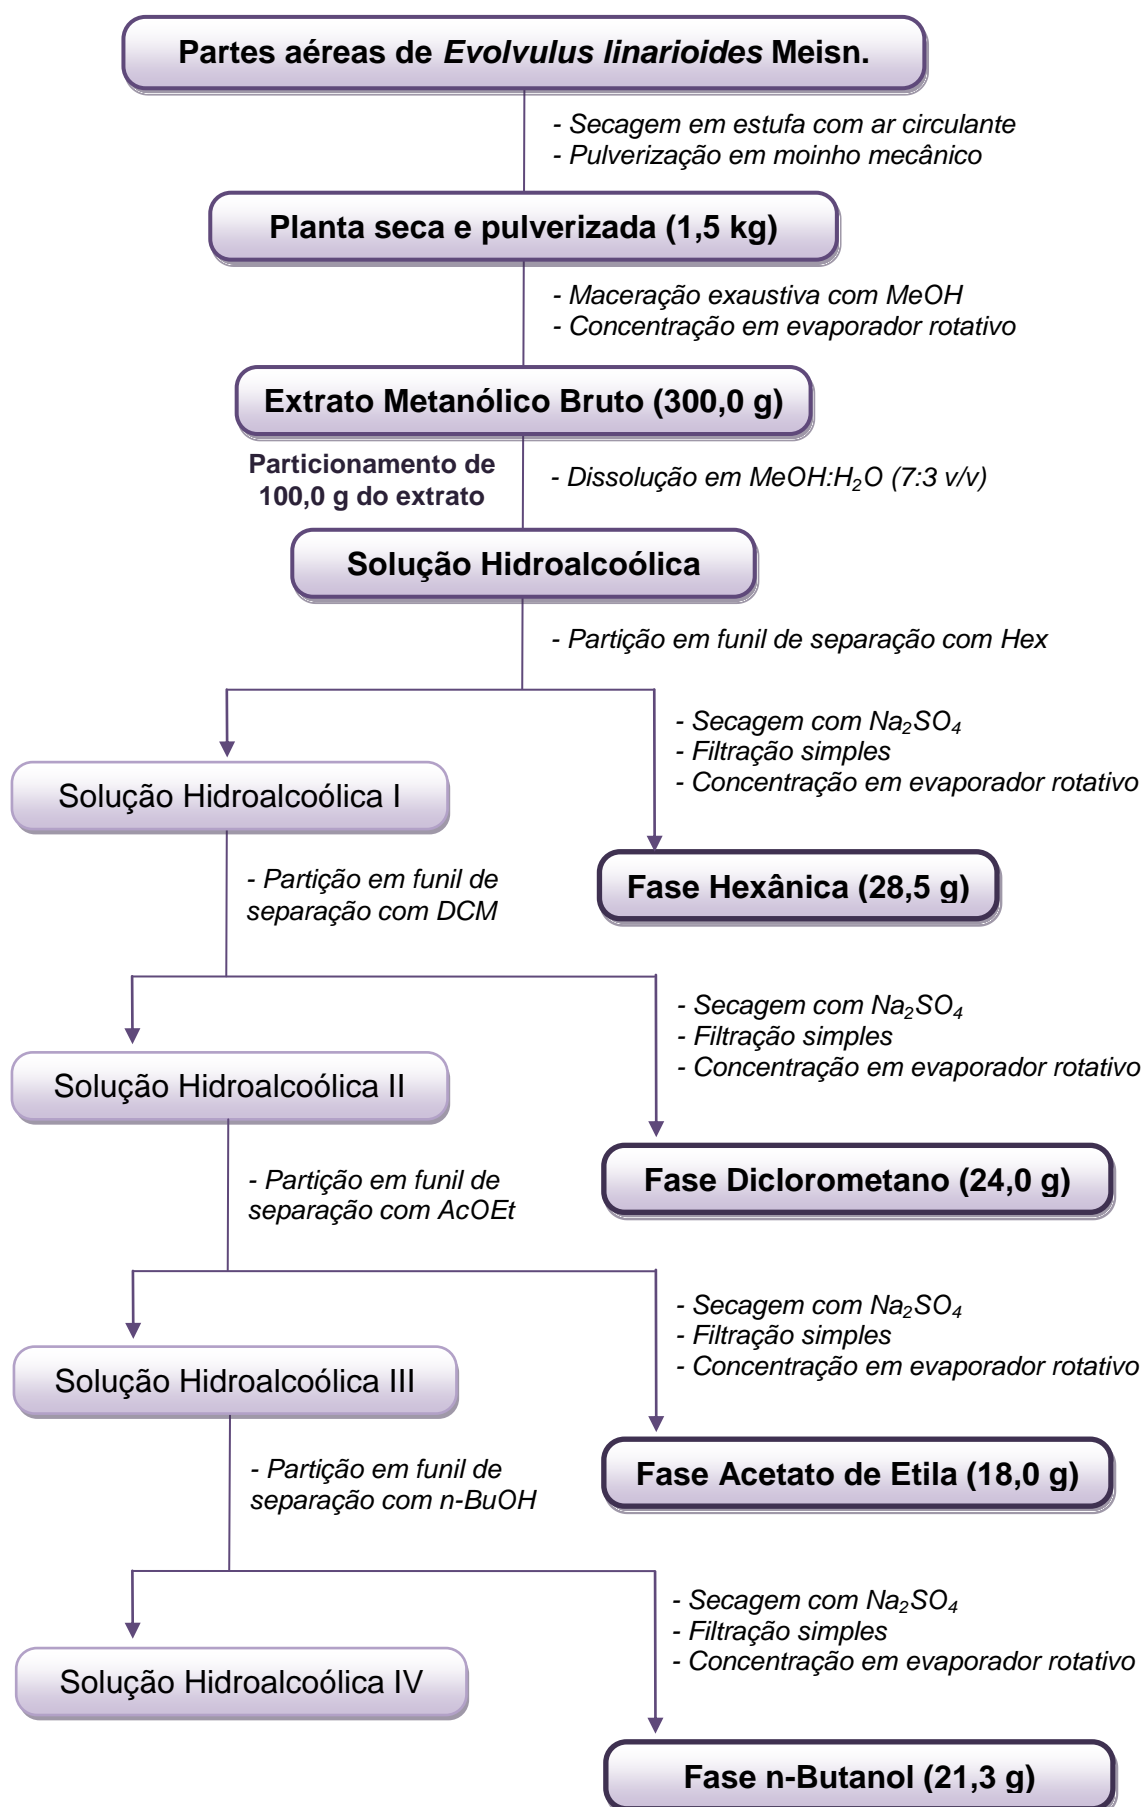 Partes aéreas de Evolvulus linarioides Meisn.
- Secagem em estufa com ar circulante
- Pulverização em moinho mecânico
Planta seca e pulverizada (1,5 kg)
- Maceração exaustiva com MeOH
- Concentração em evaporador rotativo
Extrato Metanólico Bruto (300,0 g)
Particionamento de
100,0 g do extrato
- Dissolução em MeOH:H₂O (7:3 v/v)
Solução Hidroalcoólica
- Partição em funil de separação com Hex
- Secagem com Na₂SO₄
- Filtração simples
- Concentração em evaporador rotativo
Solução Hidroalcoólica I
Fase Hexânica (28,5 g)
- Partição em funil de
separação com DCM
- Secagem com Na₂SO₄
- Filtração simples
- Concentração em evaporador rotativo
Solução Hidroalcoólica II
Fase Diclorometano (24,0 g)
- Partição em funil de
separação com AcOEt
- Secagem com Na₂SO₄
- Filtração simples
- Concentração em evaporador rotativo
Solução Hidroalcoólica III
Fase Acetato de Etila (18,0 g)
- Partição em funil de
separação com n-BuOH
- Secagem com Na₂SO₄
- Filtração simples
- Concentração em evaporador rotativo
Solução Hidroalcoólica IV
Fase n-Butanol (21,3 g)